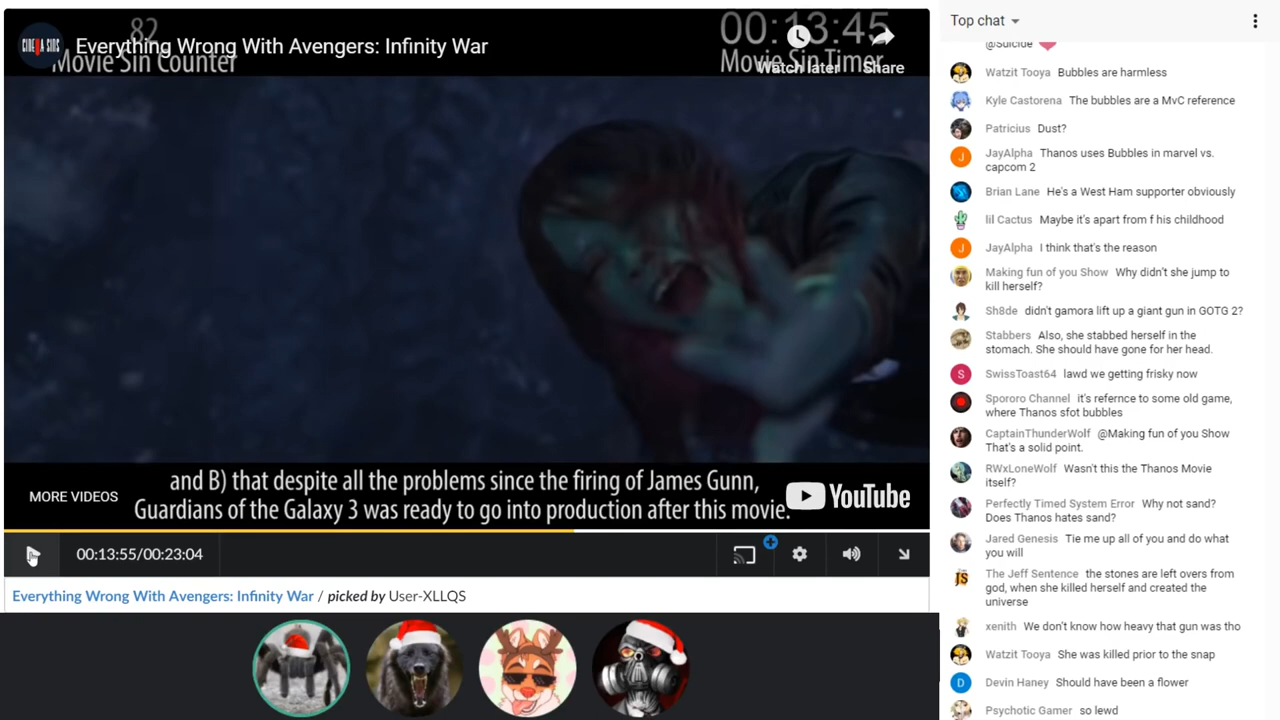 CINEMA SINS
Everything Wrong With Avengers: Infinity War
82
Movie Sin Counter
00:13:45
Movie Sin Timer
Watch later
Share
and B) that despite all the problems since the firing of James Gunn,
Guardians of the Galaxy 3 was ready to go into production after this movie.
MORE VIDEOS
YouTube
00:13:55/00:23:04
Everything Wrong With Avengers: Infinity War / picked by User-XLLQS
Top chat
@Suicide
Watzit Tooya Bubbles are harmless
Kyle Castorena The bubbles are a MvC reference
Patricius Dust?
J
JayAlpha Thanos uses Bubbles in marvel vs.
capcom 2
Brian Lane He's a West Ham supporter obviously
lil Cactus Maybe it's apart from f his childhood
J
JayAlpha I think that's the reason
Making fun of you Show Why didn't she jump to
kill herself?
Sh8de didn't gamora lift up a giant gun in GOTG 2?
Stabbers Also, she stabbed herself in the
stomach. She should have gone for her head.
S
SwissToast64 lawd we getting frisky now
Spororo Channel it's refernce to some old game,
where Thanos sfot bubbles
CaptainThunderWolf @Making fun of you Show
That's a solid point.
RWxLoneWolf Wasn't this the Thanos Movie
itself?
Perfectly Timed System Error Why not sand?
Does Thanos hates sand?
Jared Genesis Tie me up all of you and do what
you will
JS
The Jeff Sentence the stones are left overs from
god, when she killed herself and created the
universe
xenith We don't know how heavy that gun was tho
Watzit Tooya She was killed prior to the snap
D
Devin Haney Should have been a flower
Psychotic Gamer so lewd